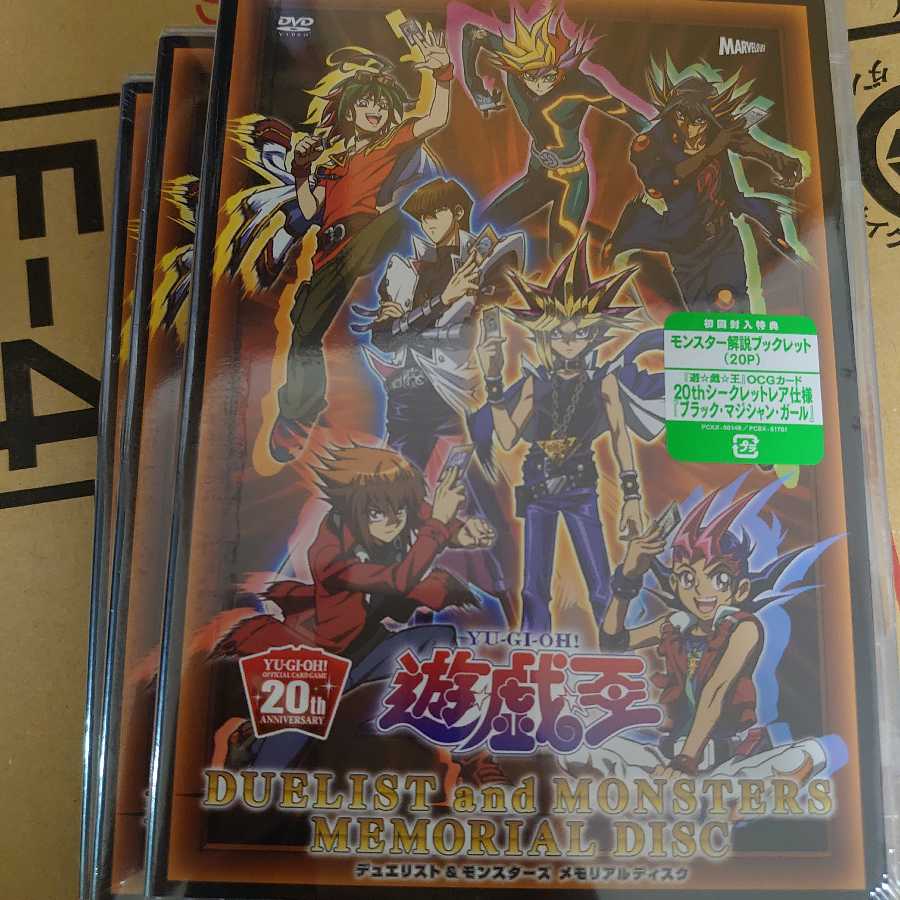 DVD
VIDEO
MARVELOUS!
E-4
初回封入特典
モンスター解説ブックレット
(20P)
『遊☆戯☆王』OCGカード
20thシークレットレア仕様
『ブラック・マジシャン・ガール』
プラ
YU-GI-OH!
遊戯王
YU-GI-OH!
OFFICIAL CARD GAME
20th
ANNIVERSARY
DUELIST and MONSTERS
MEMORIAL DISC
デュエリスト&モンスターズ メモリアルディスク